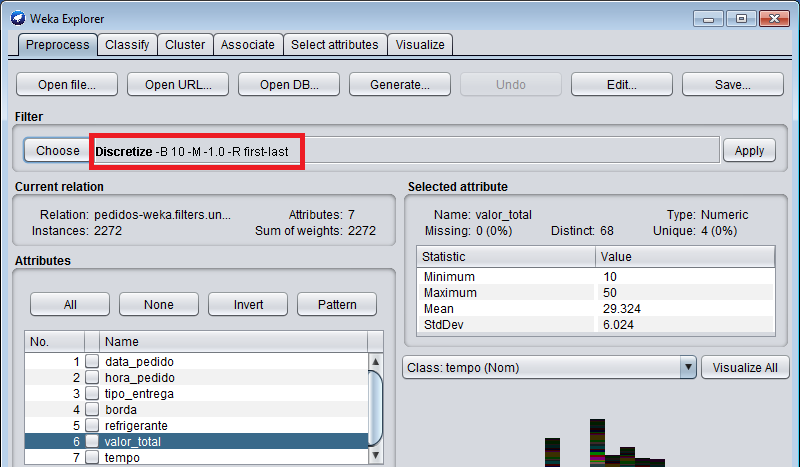 Weka Explorer
Preprocess Classify Cluster Associate Select attributes Visualize
Open file... Open URL... Open DB... Generate... Undo Edit... Save...
Filter
Choose Discretize -B 10 -M -1.0 -R first-last Apply
Current relation
Relation: pedidos-weka.filters.un... Attributes: 7
Instances: 2272 Sum of weights: 2272
Selected attribute
Name: valor_total Type: Numeric
Missing: 0 (0%) Distinct: 68 Unique: 4 (0%)
Statistic Value
Minimum 10
Maximum 50
Mean 29.324
StdDev 6.024
Attributes
All None Invert Pattern
No. Name
1 data_pedido
2 hora_pedido
3 tipo_entrega
4 borda
5 refrigerante
6 valor_total
7 tempo
Class: tempo (Nom) Visualize All